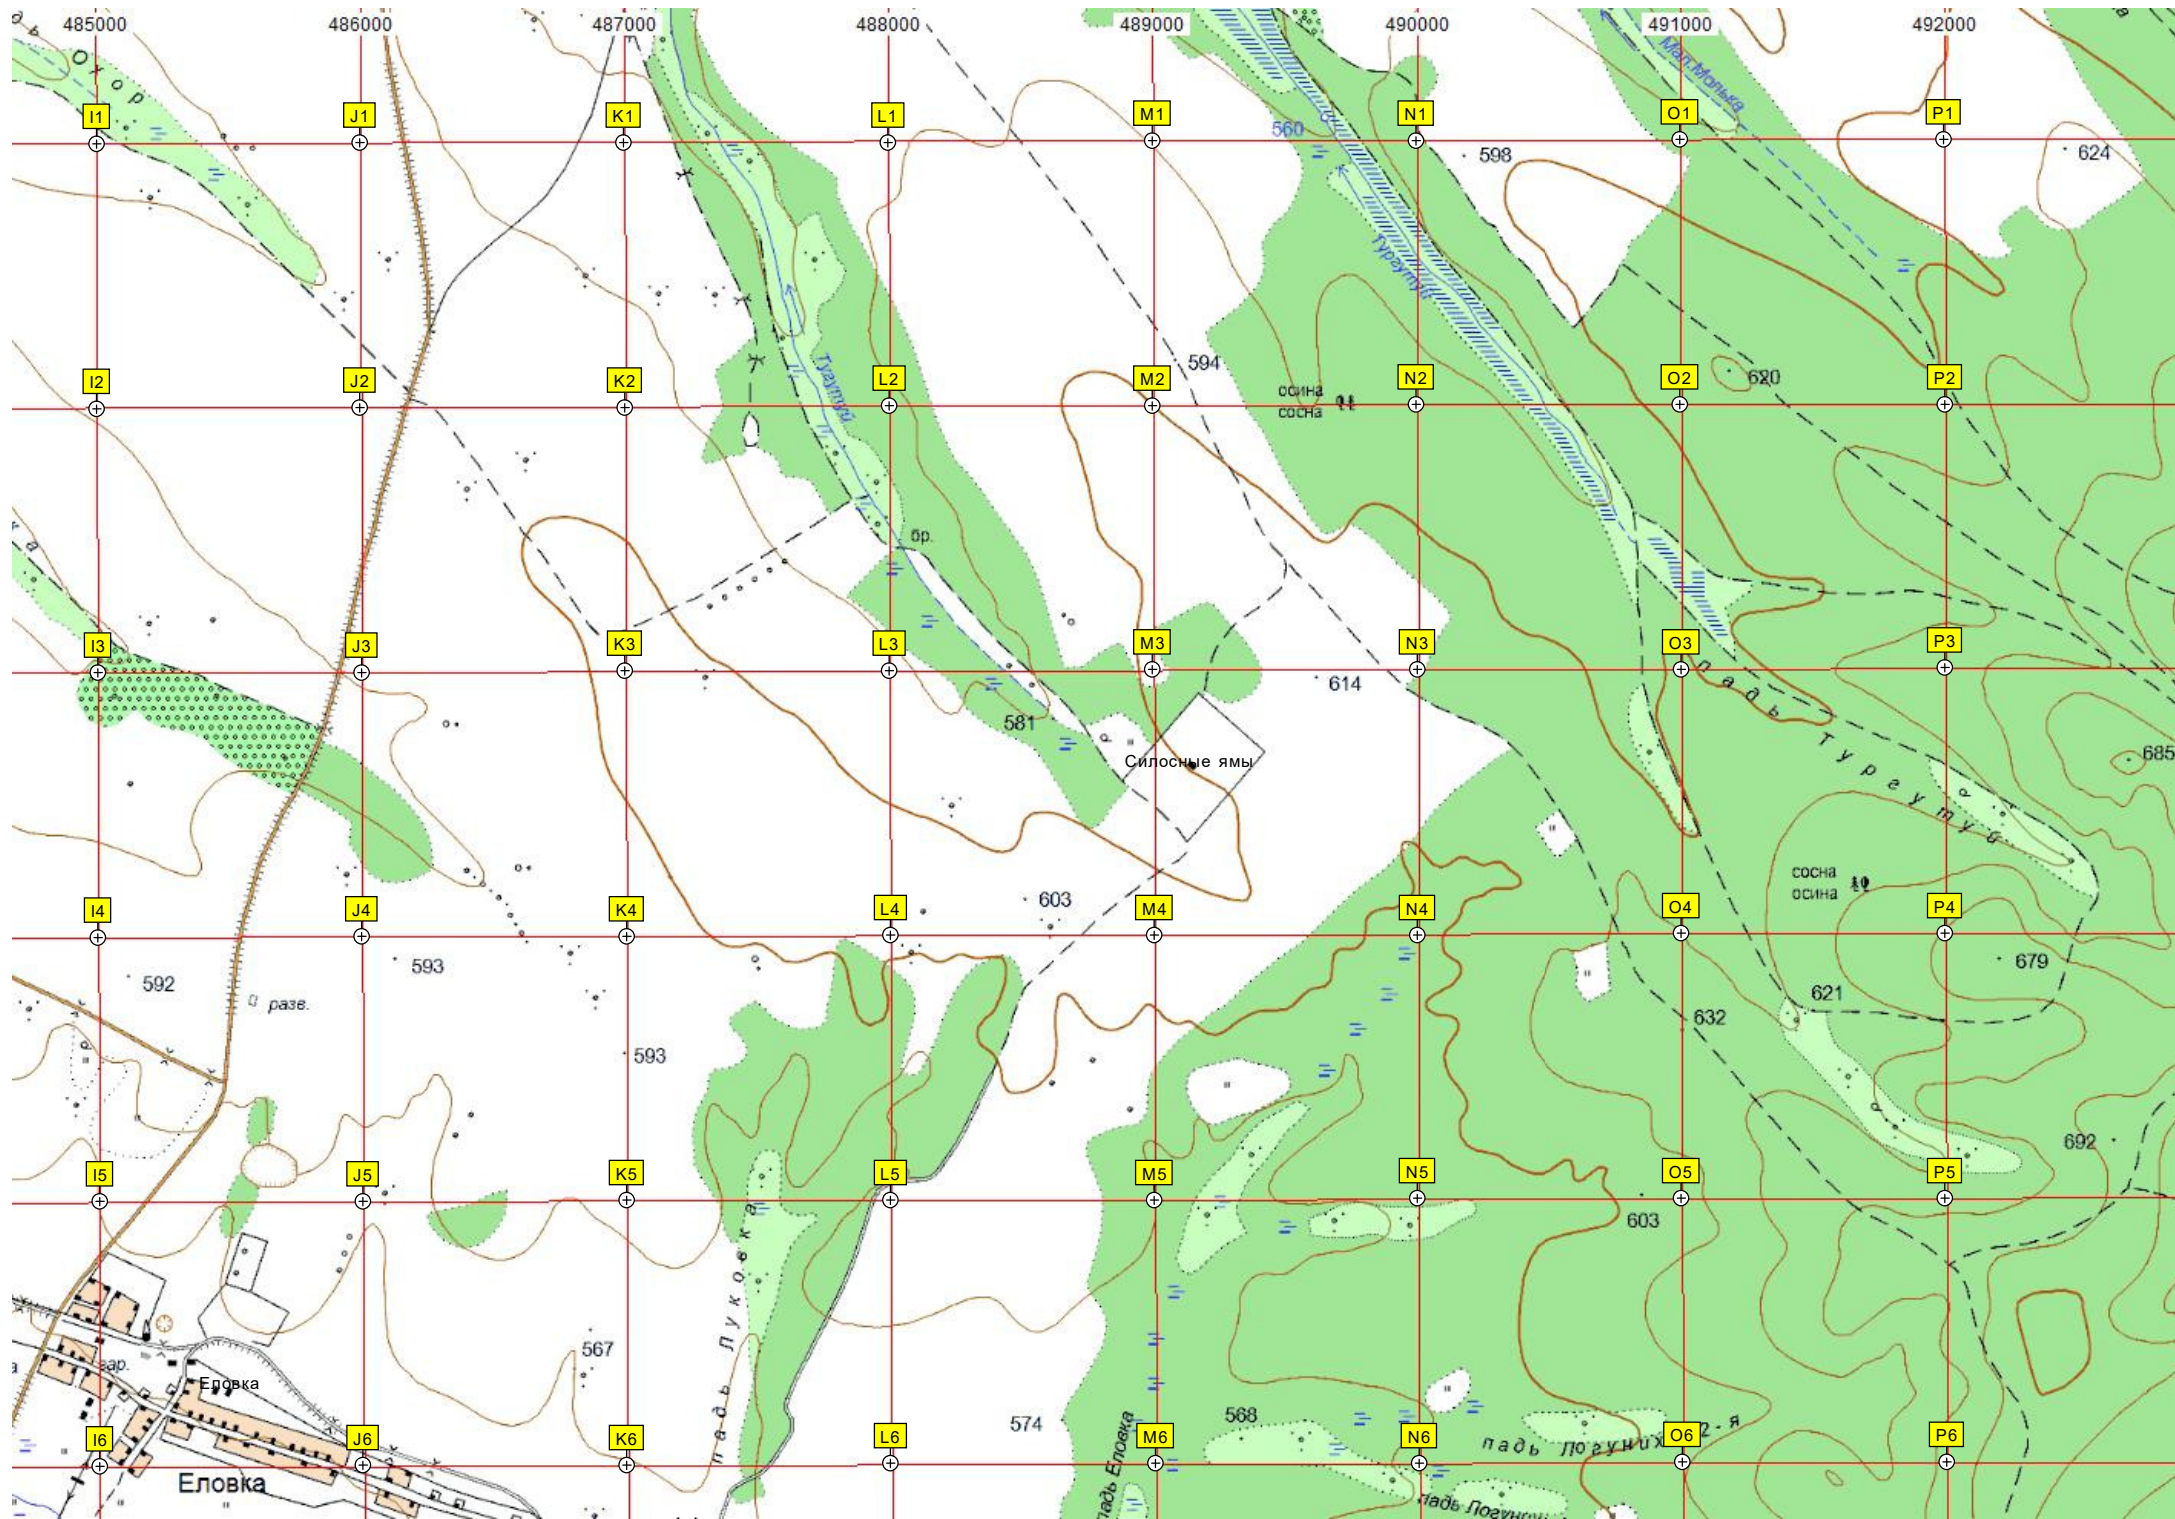 485000 486000 487000 488000 489000 490000 491000 492000
Охор
Мал.Малька
I1 J1 K1 L1 M1 N1 O1 P1
560
598
624
Тургутуй
Тугутуй
594
620
I2 J2 K2 L2 M2 N2 O2 P2
осина
сосна
бр.
I3 J3 K3 L3 M3 N3 O3 P3
614
581
падь Тургутуй
685
Силосные ямы
сосна
осина
603
I4 J4 K4 L4 M4 N4 O4 P4
592
593
679
разв.
621
632
593
692
I5 J5 K5 L5 M5 N5 O5 P5
603
падь Луковка
567
Еловка
574
568
падь Еловка
2-я
I6 J6 K6 L6 M6 N6 O6 P6
Еловка